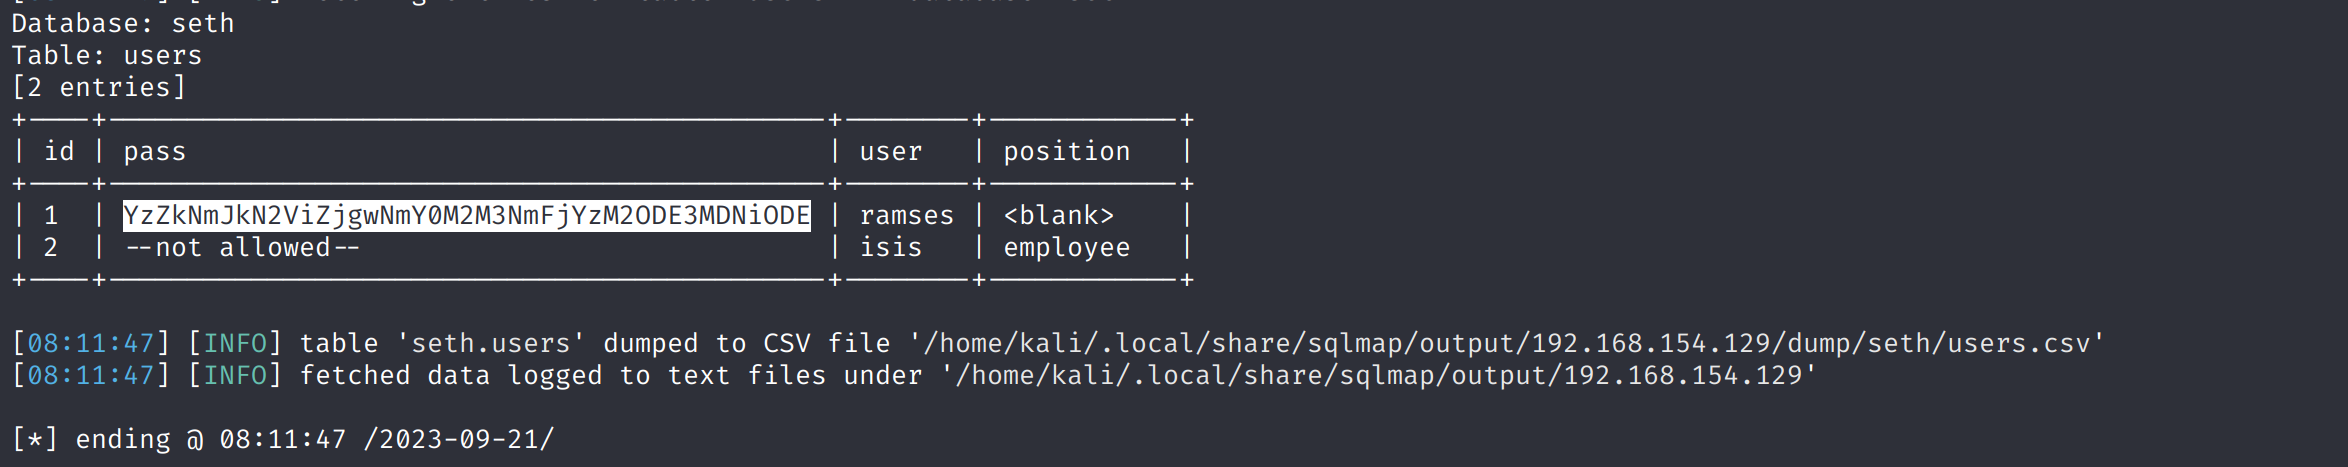 Database: seth
Table: users
[2 entries]
+----+---------------------------------------------+--------+------------+
| id | pass                                        | user   | position   |
+----+---------------------------------------------+--------+------------+
| 1  | YzZkNmJkN2ViZjgwNmY0M2M3NmFjYzM2ODE3MDNiODE | ramses | <blank>    |
| 2  | --not allowed--                             | isis   | employee   |
+----+---------------------------------------------+--------+------------+
[08:11:47] [INFO] table 'seth.users' dumped to CSV file '/home/kali/.local/share/sqlmap/output/192.168.154.129/dump/seth/users.csv'
[08:11:47] [INFO] fetched data logged to text files under '/home/kali/.local/share/sqlmap/output/192.168.154.129'
[*] ending @ 08:11:47 /2023-09-21/